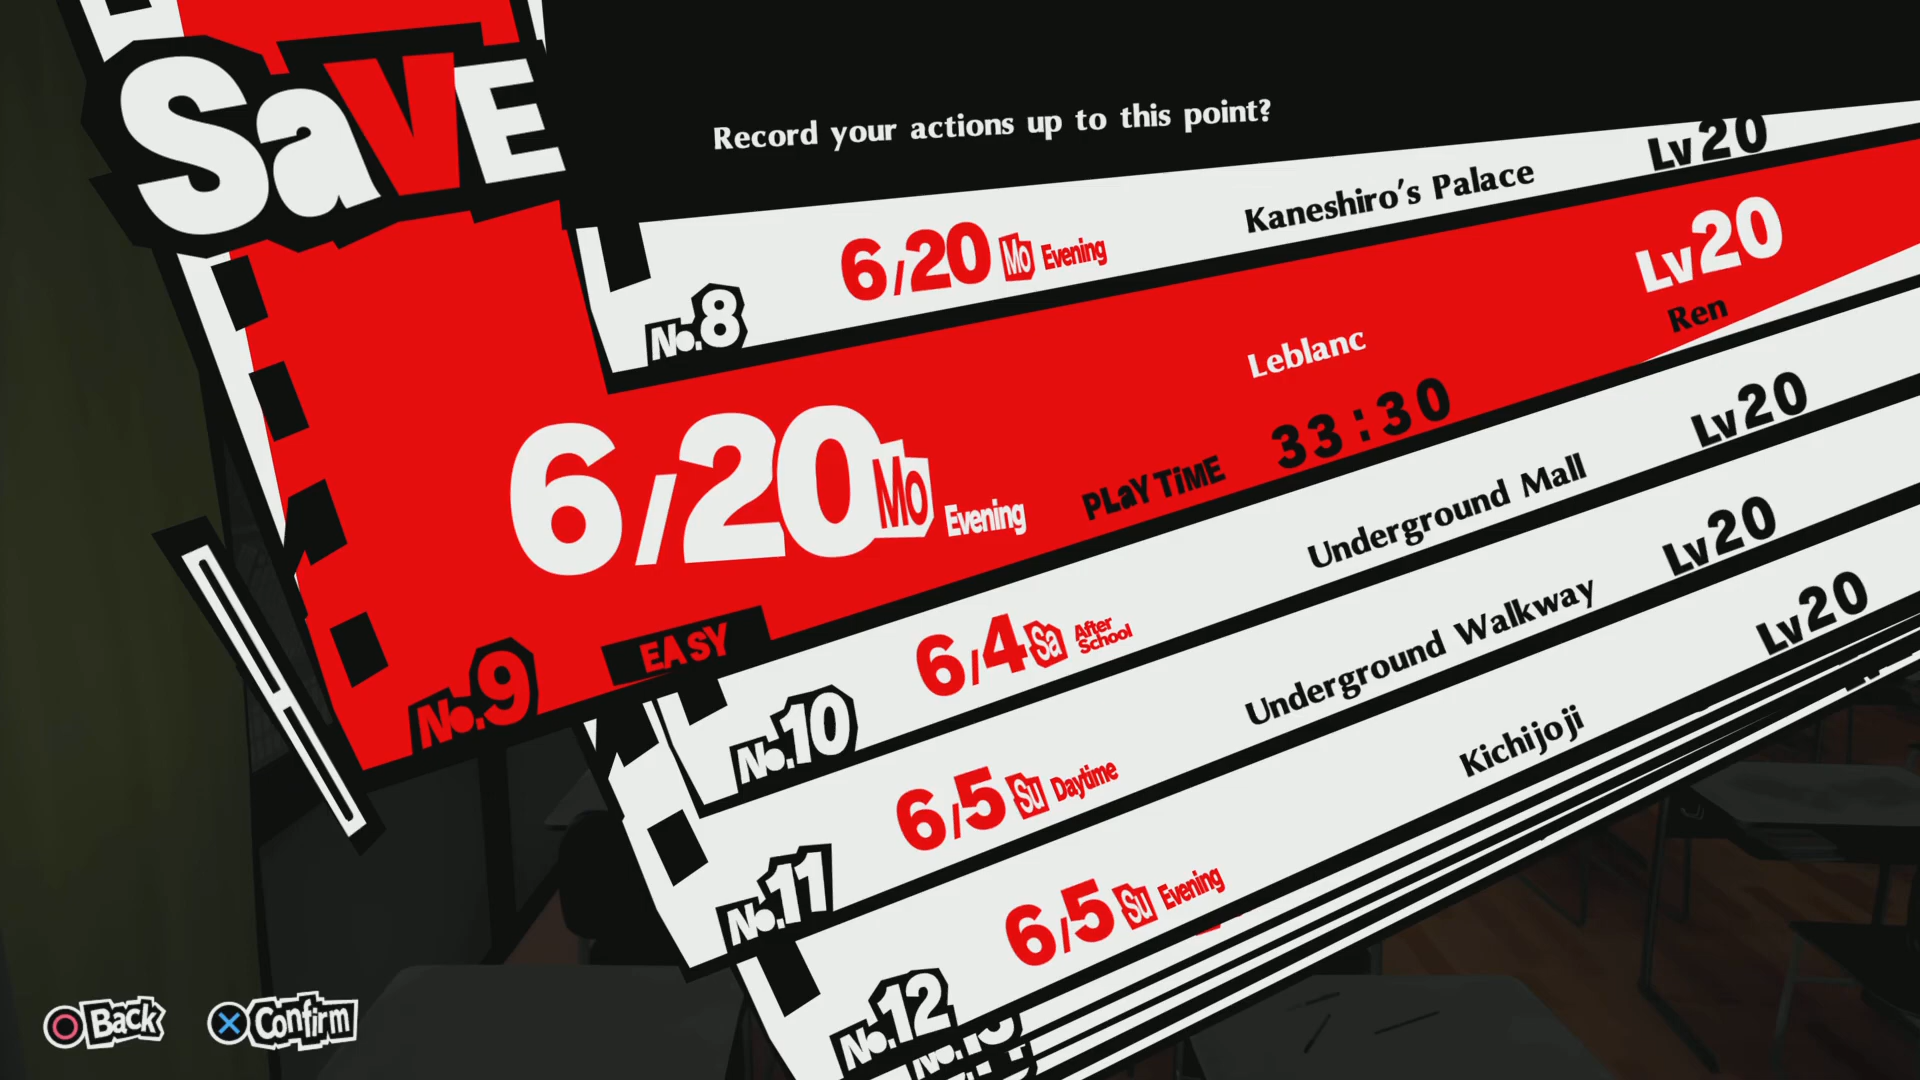 SaVE
Record your actions up to this point?
No.8 6/20 Mo Evening Kaneshiro's Palace Lv20
Lv20
Ren
Leblanc
6/20 Mo Evening
PLaY TiME 33:30
No.9 EASY
No.10 6/4 Sa After School Underground Mall Lv20
No.11 6/5 Su Daytime Underground Walkway Lv20
No.12 6/5 Su Evening Kichijoji Lv20
Back Confirm